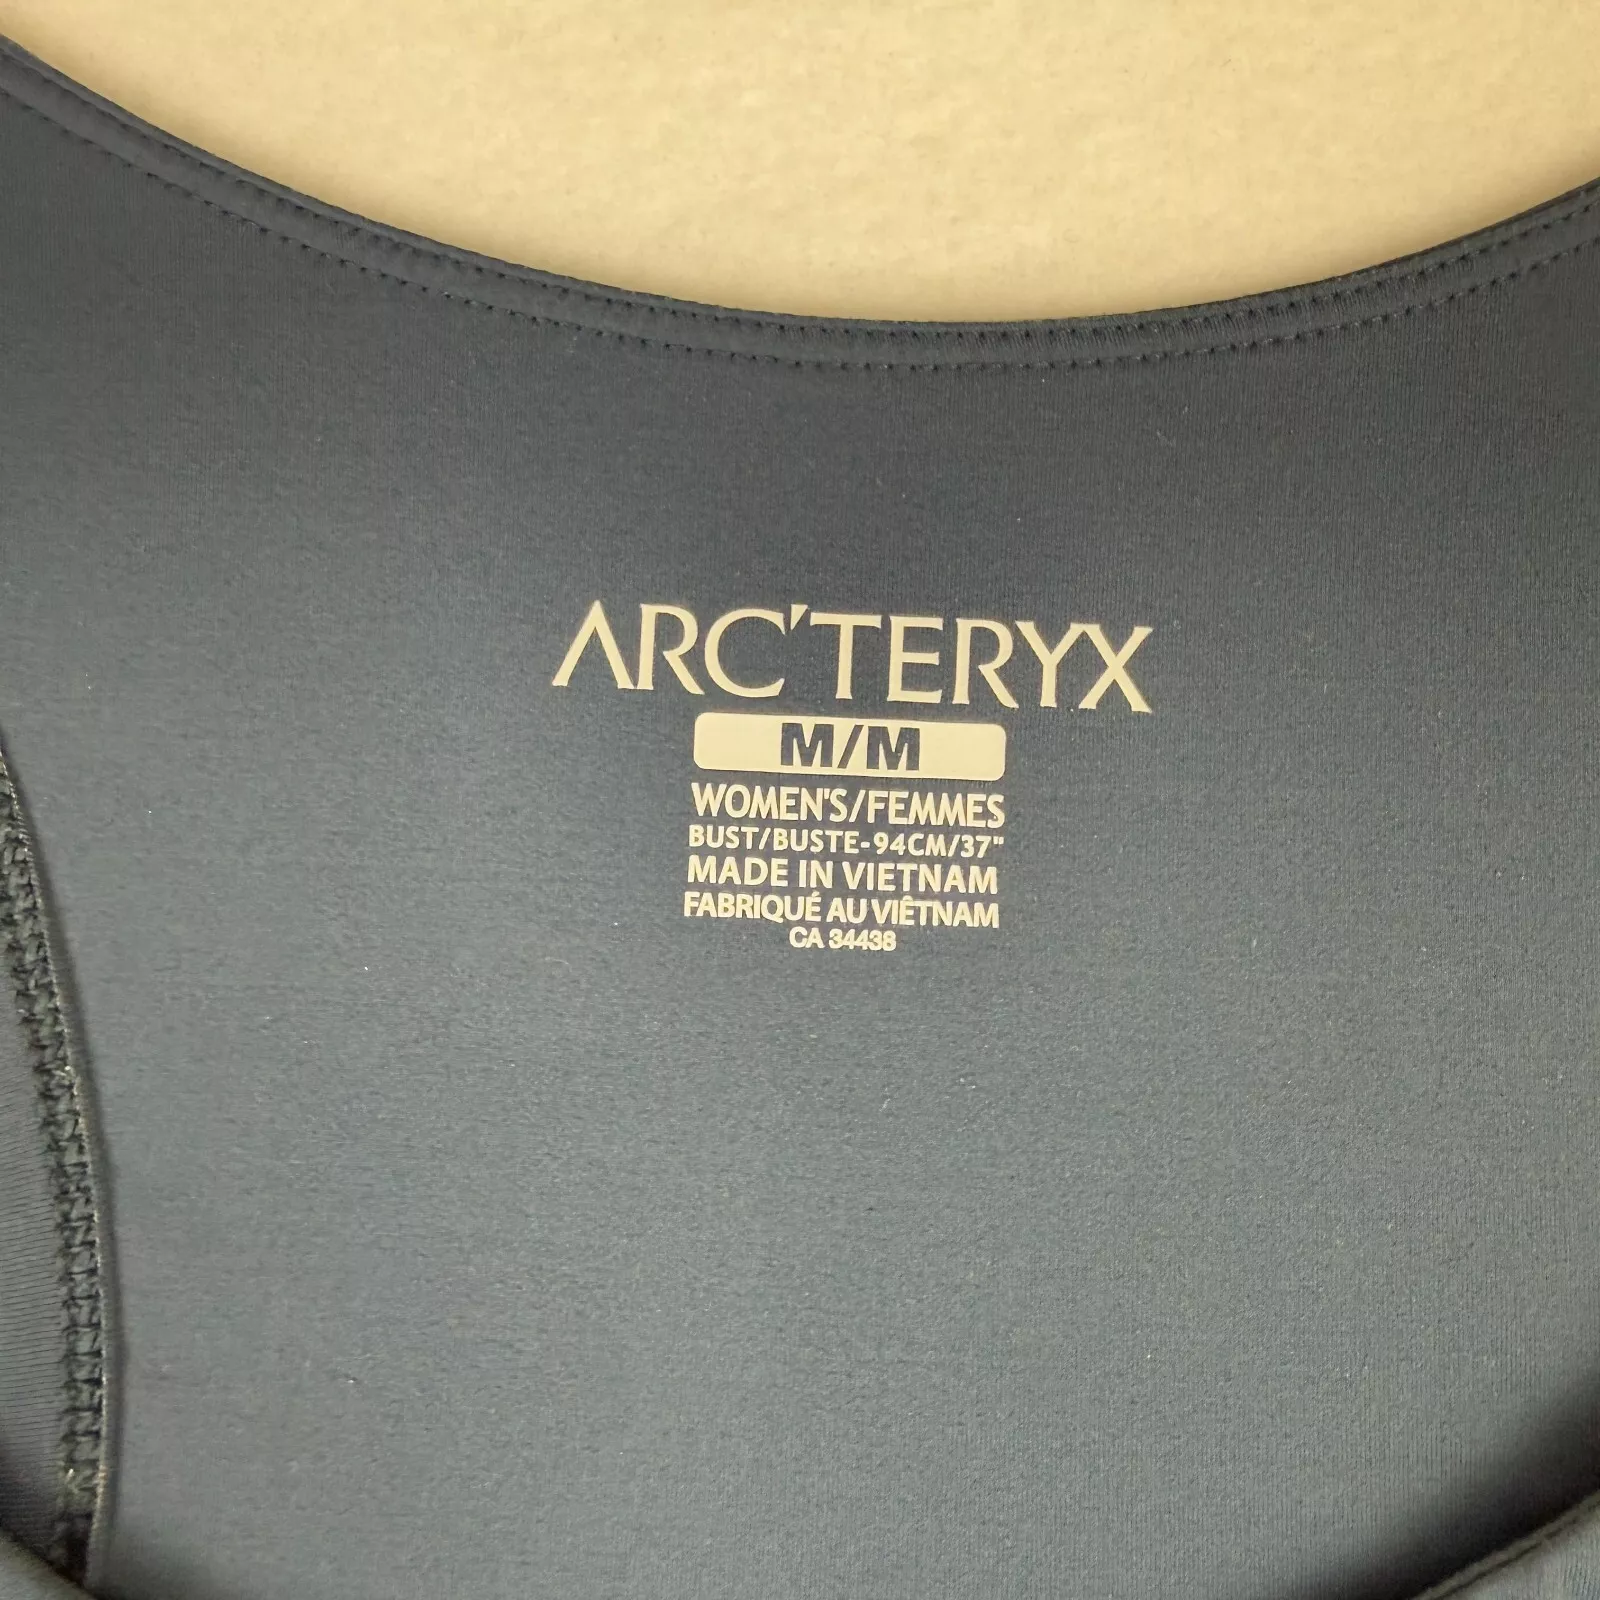 ARC'TERYX
M/M
WOMEN'S/FEMMES
BUST/BUSTE-94CM/37"
MADE IN VIETNAM
FABRIQUÉ AU VIÊTNAM
CA 34438